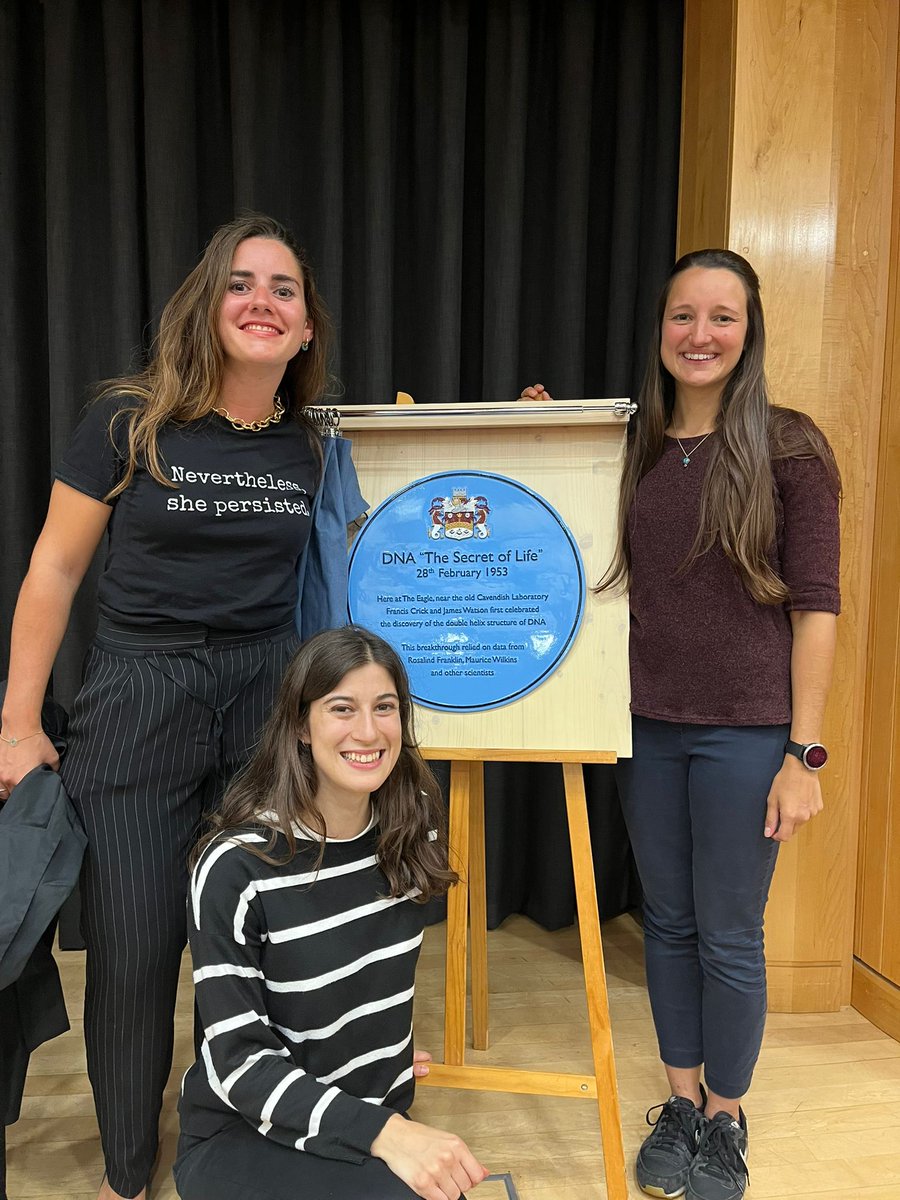 Nevertheless,
she persisted.
DNA "The Secret of Life"
28th February 1953
Here at The Eagle, near the old Cavendish Laboratory
Francis Crick and James Watson first celebrated
the discovery of the double helix structure of DNA
This breakthrough relied on data from
Rosalind Franklin, Maurice Wilkins
and other scientists